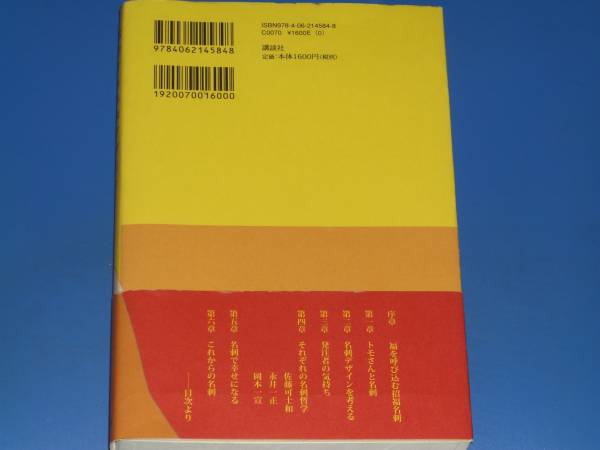 ISBN978-4-06-214584-8
C0070 ¥1600E (0)
講談社
定価：本体1600円(税別)
9784062145848
1920070016000
序章　福を呼び込む招福名刺
第一章　トモさんと名刺
第二章　名刺デザインを考える
第三章　発注者の気持ち
第四章　それぞれの名刺哲学
佐藤可士和
永井一正
岡本一宣
第五章　名刺で幸せになる
第六章　これからの名刺
――目次より